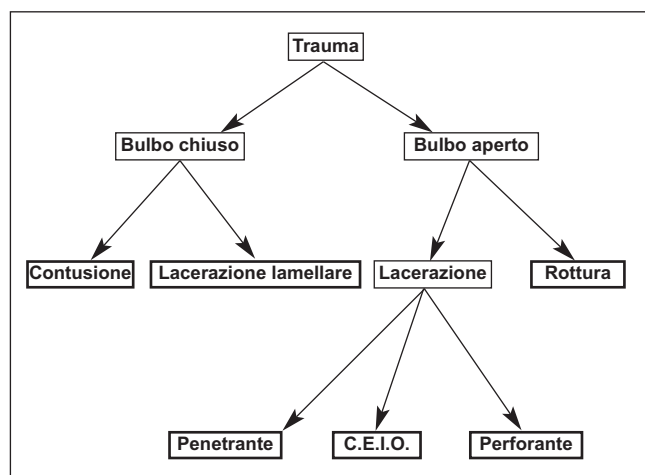 Trauma
Bulbo chiuso
Bulbo aperto
Contusione
Lacerazione lamellare
Lacerazione
Rottura
Penetrante
C.E.I.O.
Perforante